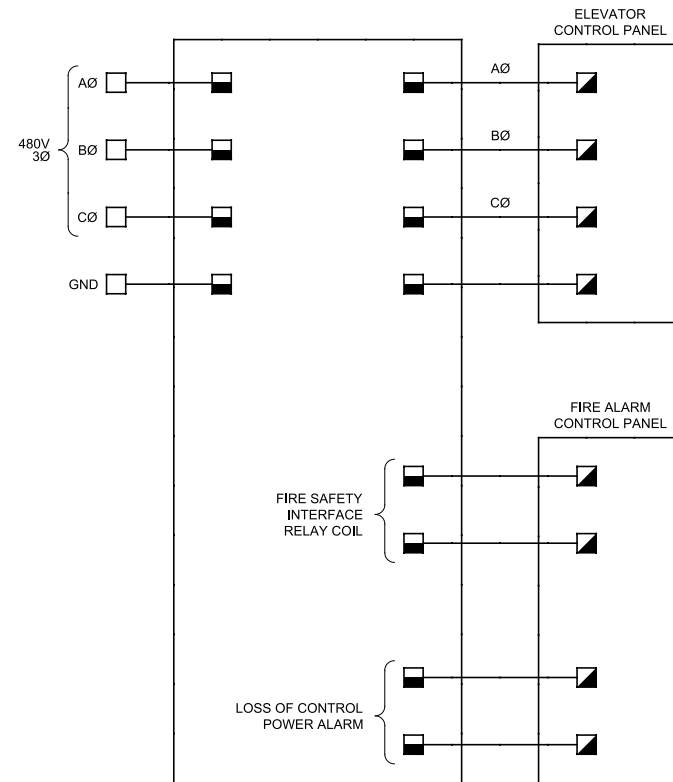 ELEVATOR
CONTROL PANEL
AØ
AØ
480V
3Ø
BØ
BØ
CØ
CØ
GND
FIRE ALARM
CONTROL PANEL
FIRE SAFETY
INTERFACE
RELAY COIL
LOSS OF CONTROL
POWER ALARM